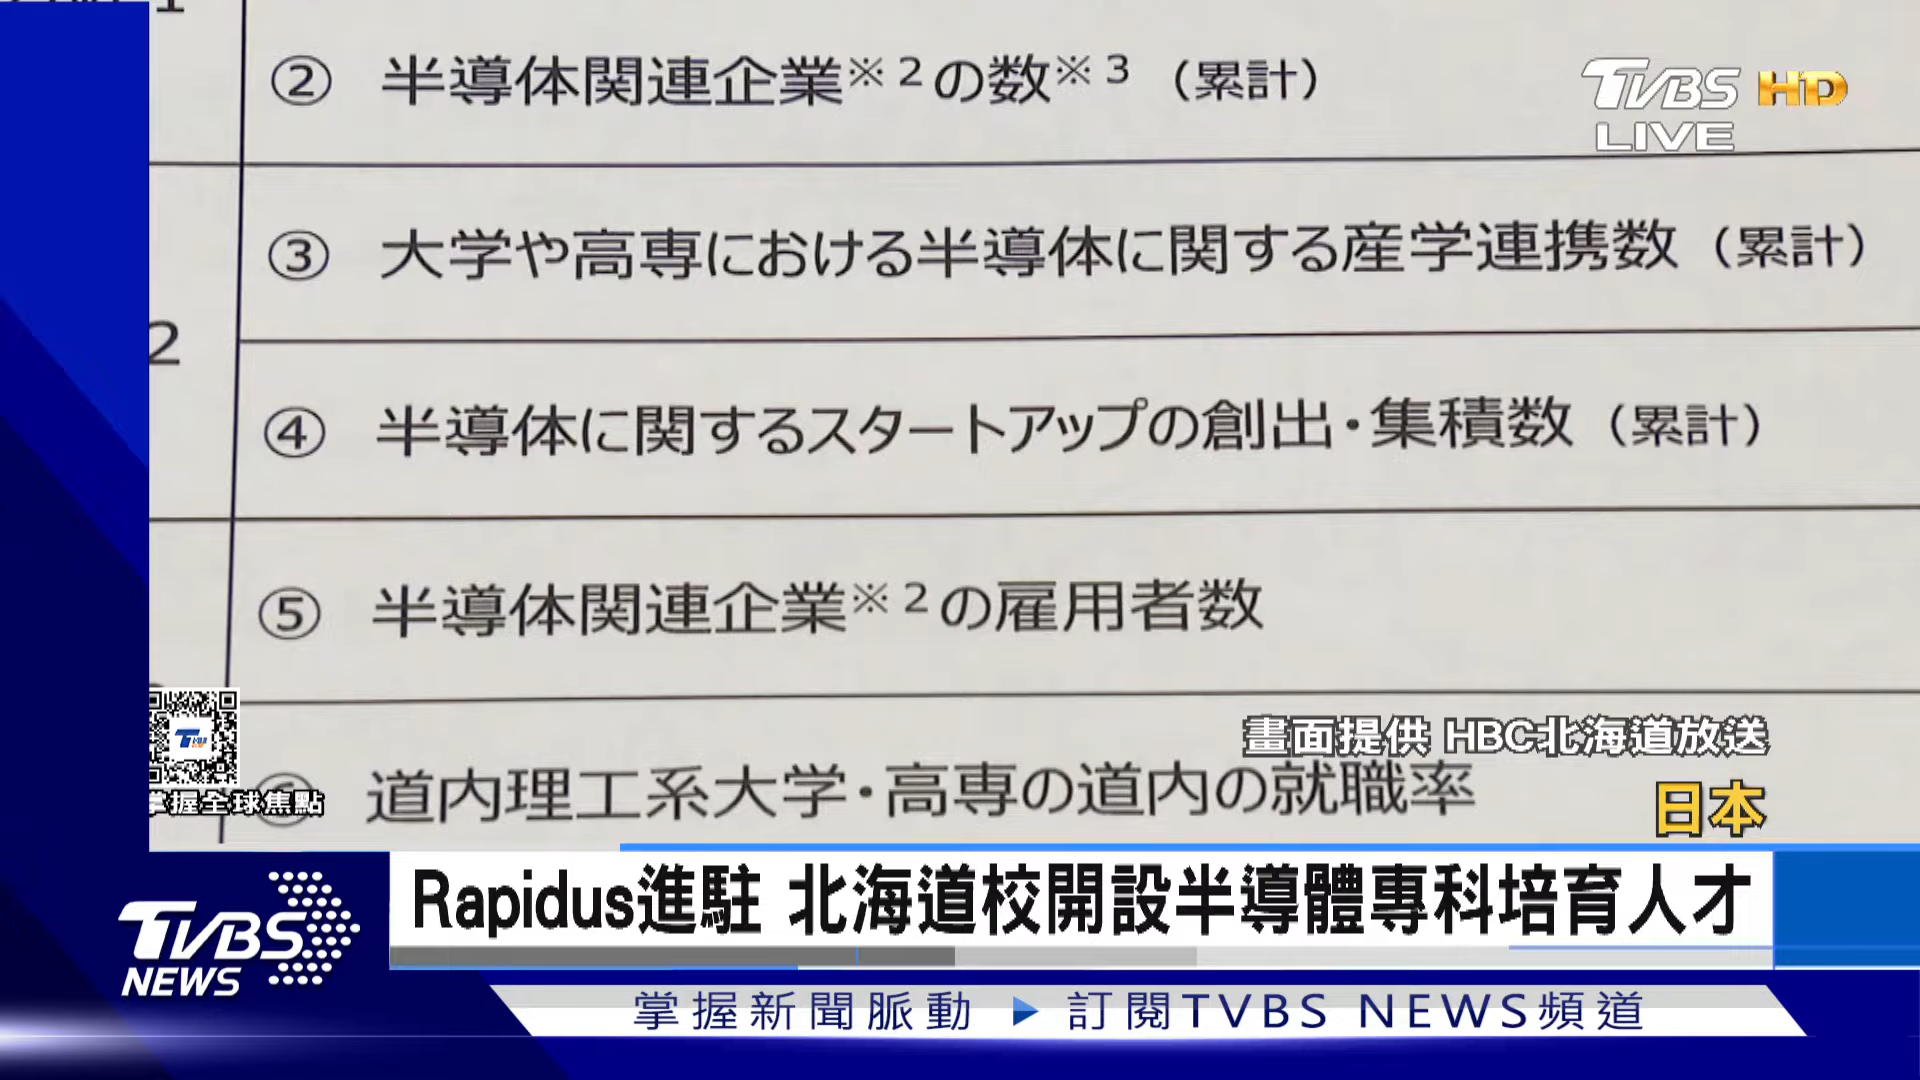 ② 半導体関連企業※2の数※3（累計）
TVBS HD
LIVE
③ 大学や高専における半導体に関する産学連携数（累計）
2
④ 半導体に関するスタートアップの創出・集積数（累計）
⑤ 半導体関連企業※2の雇用者数
畫面提供 HBC北海道放送
道内理工系大学・高専の道内の就職率
掌握全球焦點
日本
Rapidus進駐 北海道校開設半導體專科培育人才
TVBS
NEWS
掌握新聞脈動 ▶ 訂閱TVBS NEWS頻道